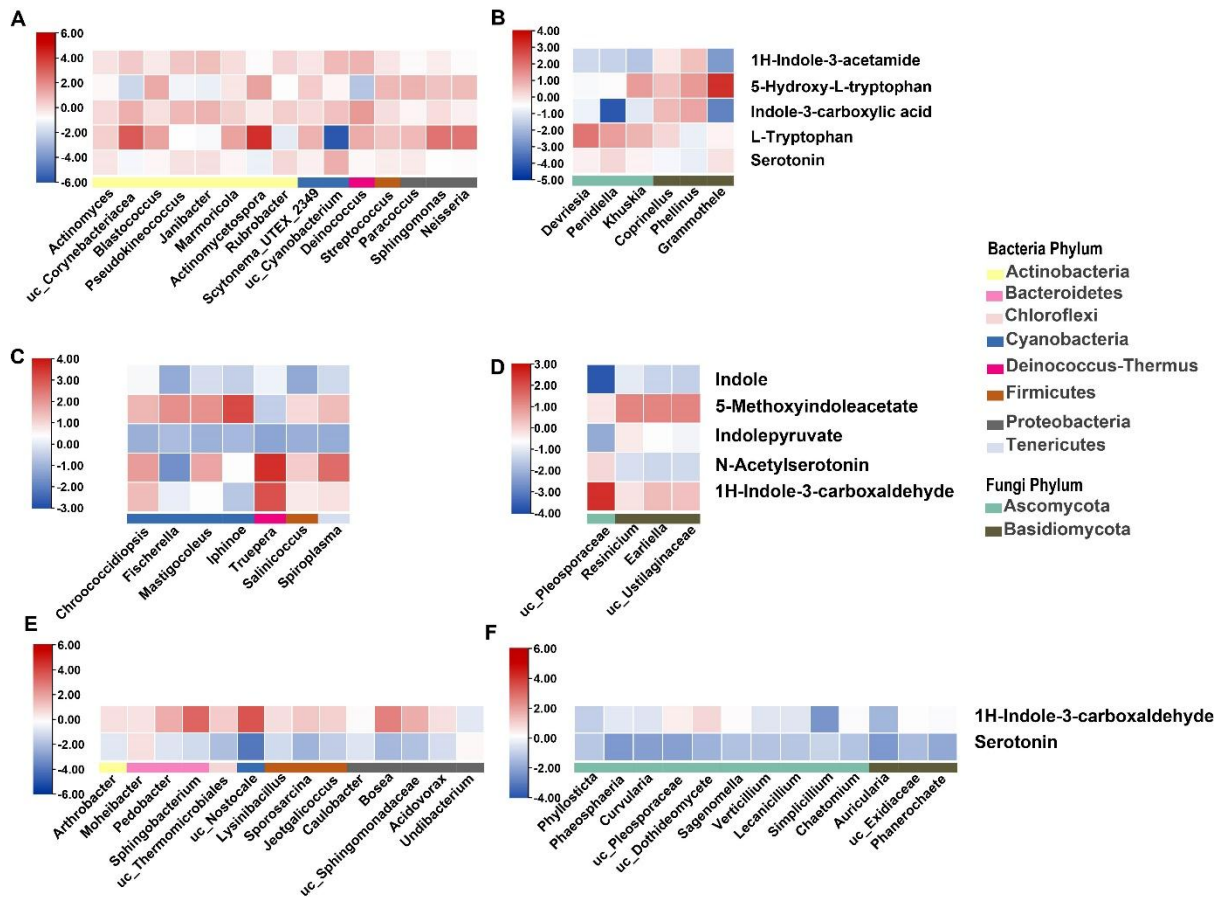 A
6.00
4.00
2.00
0.00
-2.00
-4.00
-6.00
Actinomyces
uc_Corynebacteriacea
Blastococcus
Pseudokineococcus
Janibacter
Marmoricola
Actinomycetospora
Rubrobacter
Scytonema_UTEX_2349
uc_Cyanobacterium
Deinococcus
Streptococcus
Paracoccus
Sphingomonas
Neisseria
B
4.00
3.00
2.00
1.00
0.00
-1.00
-2.00
-3.00
-4.00
-5.00
1H-Indole-3-acetamide
5-Hydroxy-L-tryptophan
Indole-3-carboxylic acid
L-Tryptophan
Serotonin
Devriesia
Penidiella
Khuskia
Coprinellus
Phellinus
Grammothele
Bacteria Phylum
Actinobacteria
Bacteroidetes
Chloroflexi
Cyanobacteria
Deinococcus-Thermus
Firmicutes
Proteobacteria
Tenericutes
Fungi Phylum
Ascomycota
Basidiomycota
C
4.00
3.00
2.00
1.00
0.00
-1.00
-2.00
-3.00
Chroococcidiopsis
Fischerella
Mastigocoleus
Iphinoe
Truepera
Salinicoccus
Spiroplasma
D
3.00
2.00
1.00
0.00
-1.00
-2.00
-3.00
-4.00
Indole
5-Methoxyindoleacetate
Indolepyruvate
N-Acetylserotonin
1H-Indole-3-carboxaldehyde
uc_Pleosporaceae
Resinicium
Earliella
uc_Ustilaginaceae
E
6.00
4.00
2.00
0.00
-2.00
-4.00
-6.00
Arthrobacter
Mohelbacter
Pedobacter
Sphingobacterium
uc_Thermomicrobiales
uc_Nostocale
Lysinibacillus
Sporosarcina
Jeotgalicoccus
Caulobacter
Bosea
uc_Sphingomonadaceae
Acidovorax
Undibacterium
F
6.00
4.00
2.00
0.00
-2.00
-4.00
1H-Indole-3-carboxaldehyde
Serotonin
Phyllosticta
Phaeosphaeria
Curvularia
uc_Pleosporaceae
uc_Dothideomycete
Sagenomella
Verticillium
Lecanicillium
Simplicillium
Chaetomium
Auricularia
uc_Exidiaceae
Phanerochaete